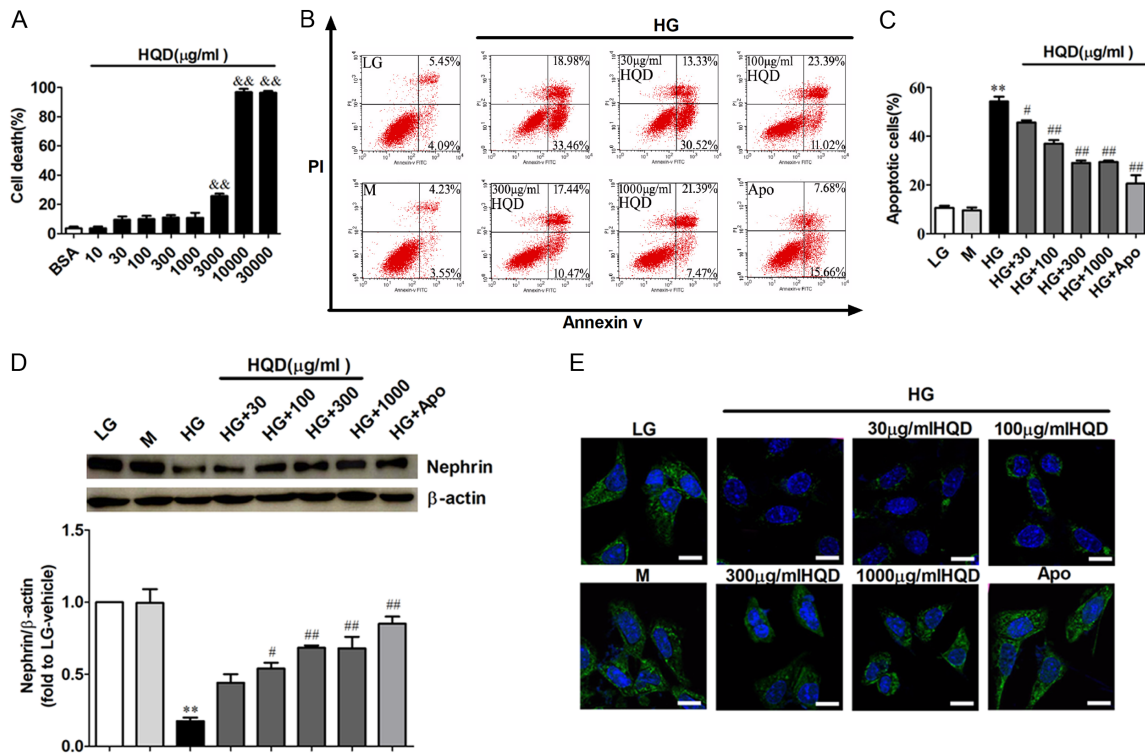 A
HQD(μg/ml )
&& && &&
Cell death(%)
100
80
60
40
20
0
BSA 10 30 100 300 1000 3000 10000 30000
B
HG
PI
LG 5.45%
4.09%
18.98%
33.46%
30μg/ml HQD 13.33%
30.52%
100μg/ml HQD 23.39%
11.02%
M 4.23%
3.55%
300μg/ml HQD 17.44%
10.47%
1000μg/ml HQD 21.39%
7.47%
Apo 7.68%
15.66%
Annexin-v FITC
Annexin v
C
HQD(μg/ml )
** # ## ## ## ##
Apoptotic cells(%)
60
40
20
0
LG M HG HG+30 HG+100 HG+300 HG+1000 HG+Apo
D
HQD(μg/ml )
LG M HG HG+30 HG+100 HG+300 HG+1000 HG+Apo
Nephrin
β-actin
Nephrin/β-actin
(fold to LG-vehicle)
1.5
1.0
0.5
0.0
** # ## ## ##
E
HG
LG 30μg/mlHQD 100μg/mlHQD
M 300μg/mlHQD 1000μg/mlHQD Apo